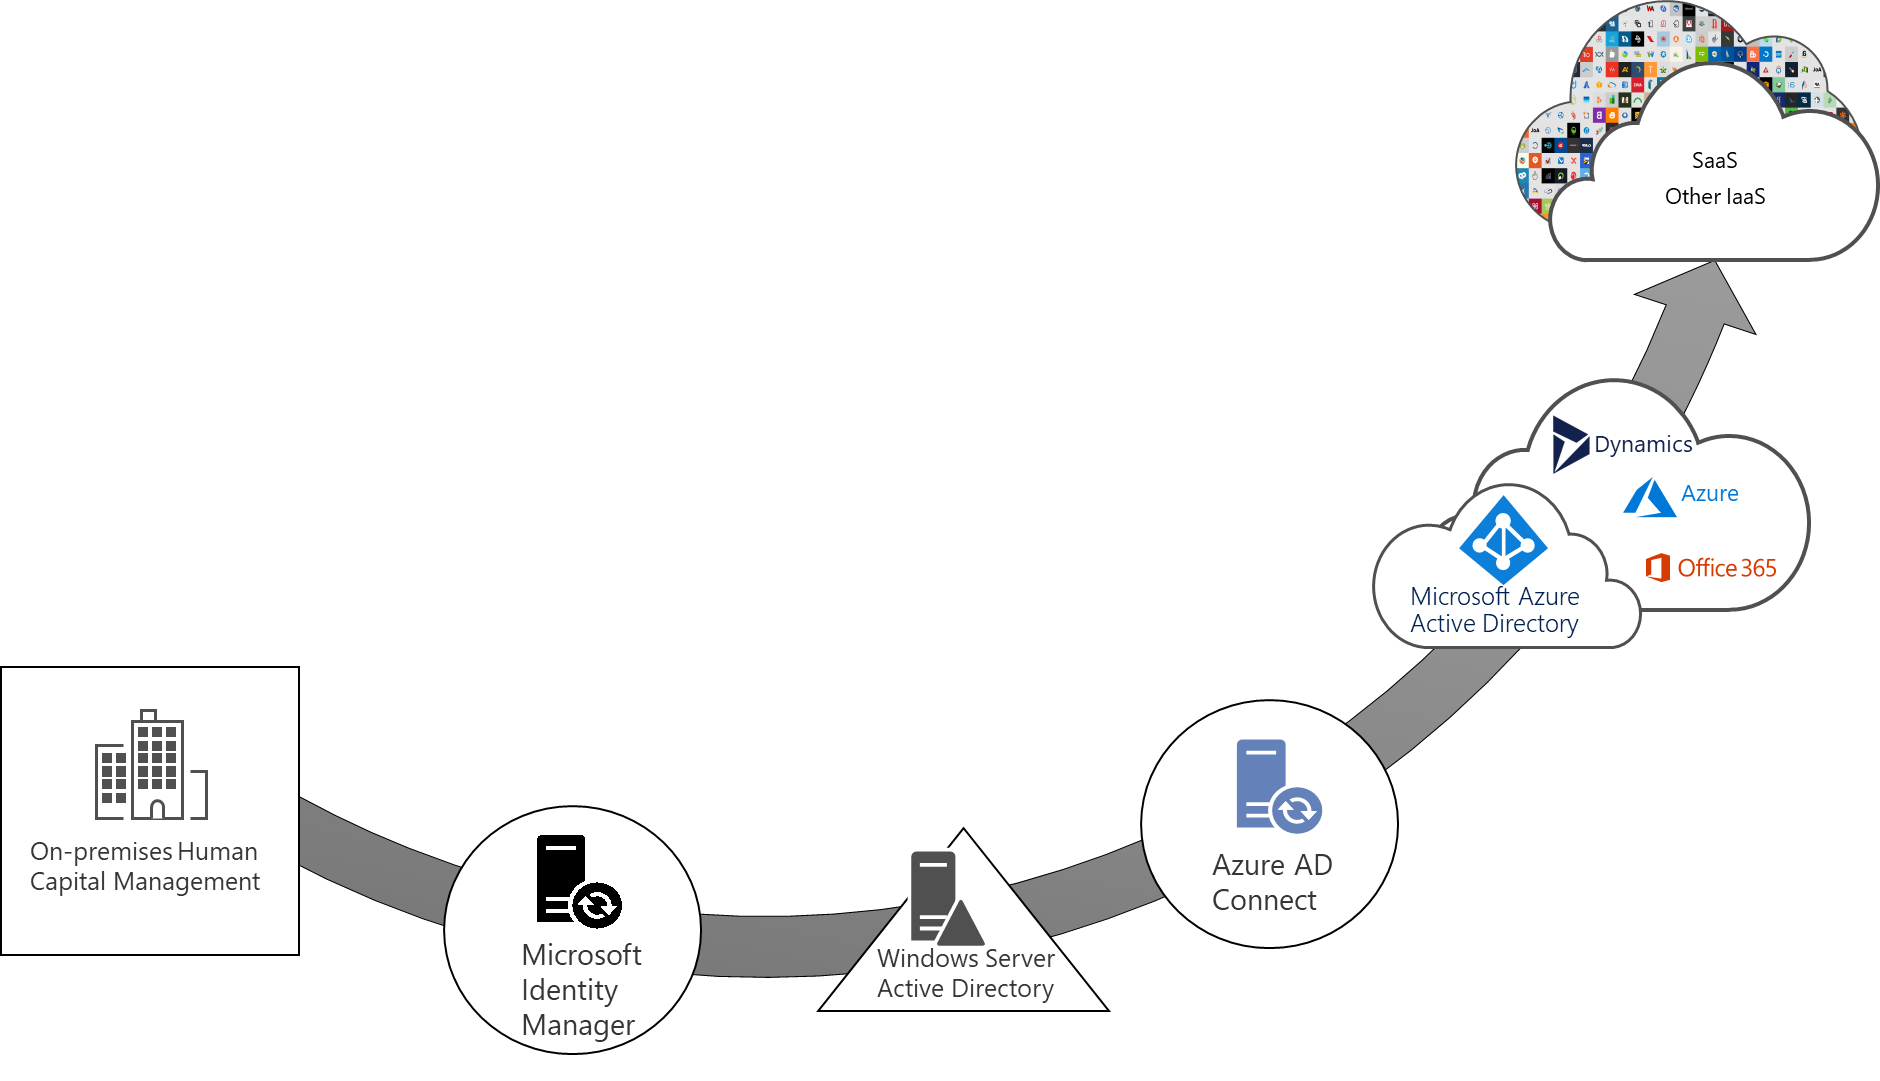 SaaS
Other IaaS
Dynamics
Azure
Office 365
Microsoft Azure
Active Directory
On-premises Human
Capital Management
Microsoft
Identity
Manager
Windows Server
Active Directory
Azure AD
Connect